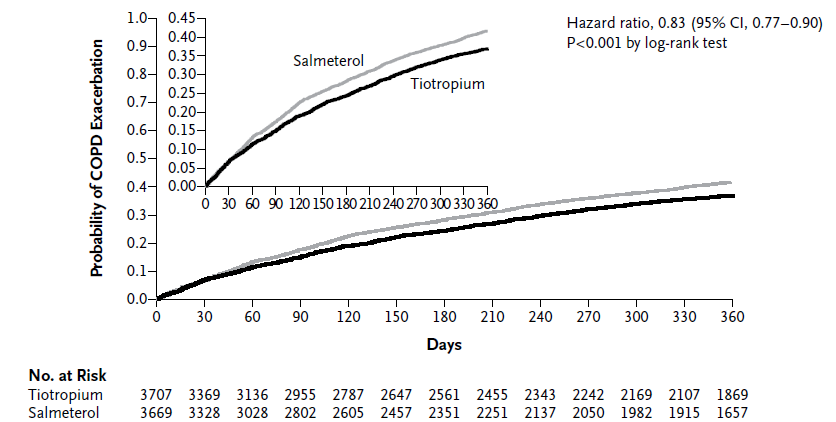 Hazard ratio, 0.83 (95% CI, 0.77–0.90)
P<0.001 by log-rank test
Probability of COPD Exacerbation
1.0
0.9
0.8
0.7
0.6
0.5
0.4
0.3
0.2
0.1
0.0
0.45
0.40
0.35
0.30
0.25
0.20
0.15
0.10
0.05
0.00
Salmeterol
Tiotropium
0 30 60 90 120 150 180 210 240 270 300 330 360
0 30 60 90 120 150 180 210 240 270 300 330 360
Days
No. at Risk
Tiotropium 3707 3369 3136 2955 2787 2647 2561 2455 2343 2242 2169 2107 1869
Salmeterol 3669 3328 3028 2802 2605 2457 2351 2251 2137 2050 1982 1915 1657